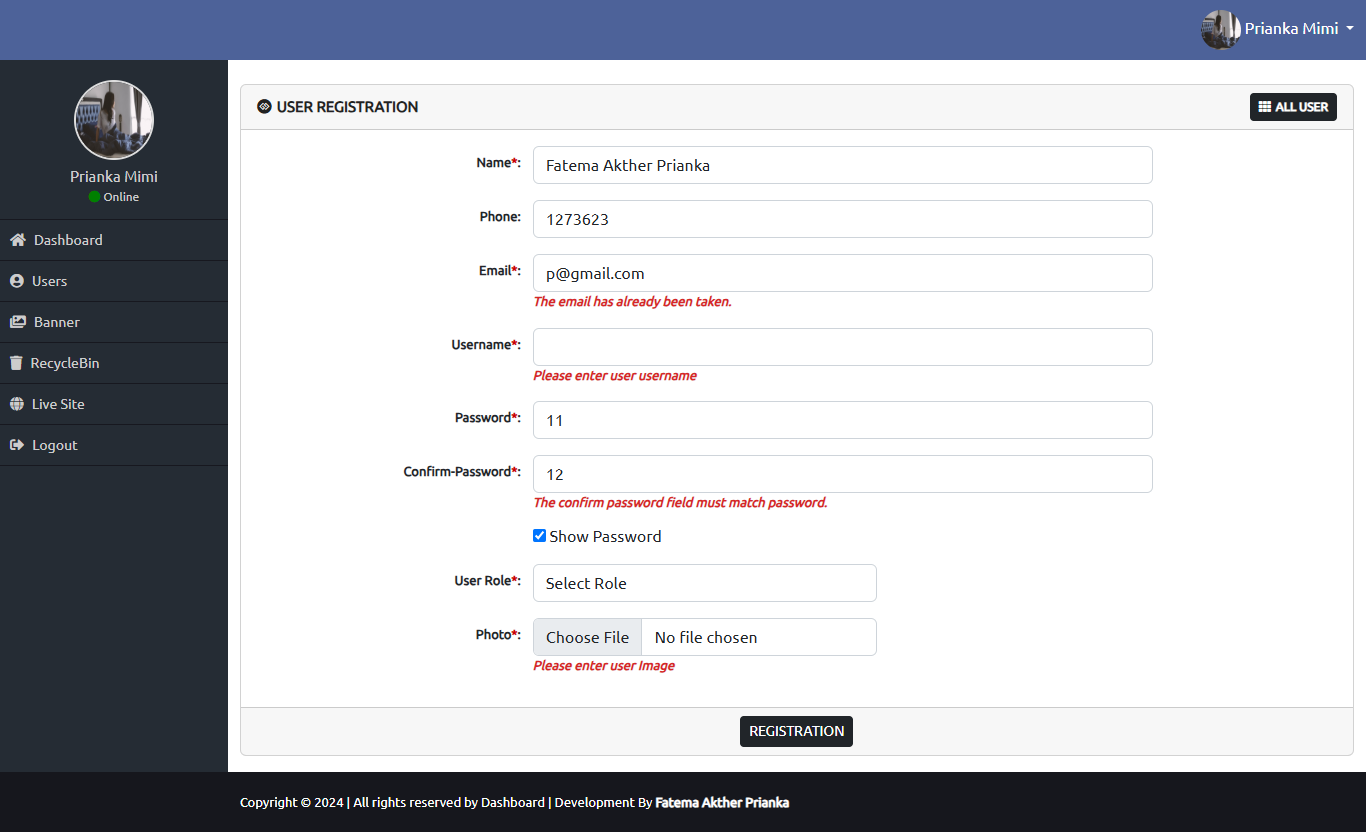 Prianka Mimi
Prianka Mimi
Online
Dashboard
Users
Banner
RecycleBin
Live Site
Logout
USER REGISTRATION
ALL USER
Name*: Fatema Akther Prianka
Phone: 1273623
Email*: p@gmail.com
The email has already been taken.
Username*:
Please enter user username
Password*: 11
Confirm-Password*: 12
The confirm password field must match password.
Show Password
User Role*: Select Role
Photo*: Choose File No file chosen
Please enter user Image
REGISTRATION
Copyright © 2024 | All rights reserved by Dashboard | Development By Fatema Akther Prianka